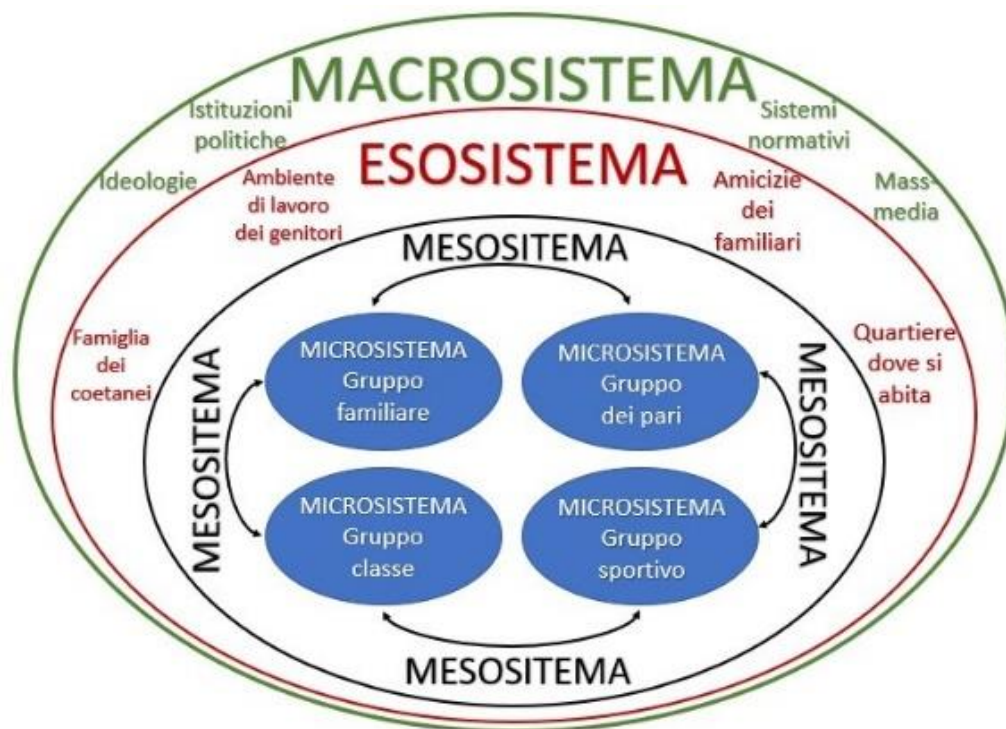 MACROSISTEMA
Istituzioni
politiche
Sistemi
normativi
Ideologie
Mass-
media
ESOSISTEMA
Ambiente
di lavoro
dei genitori
Amicizie
dei
familiari
Famiglia
dei
coetanei
Quartiere
dove si
abita
MESOSITEMA
MESOSITEMA
MESOSITEMA
MICROSISTEMA
Gruppo
familiare
MICROSISTEMA
Gruppo
dei pari
MICROSISTEMA
Gruppo
classe
MICROSISTEMA
Gruppo
sportivo
MESOSITEMA